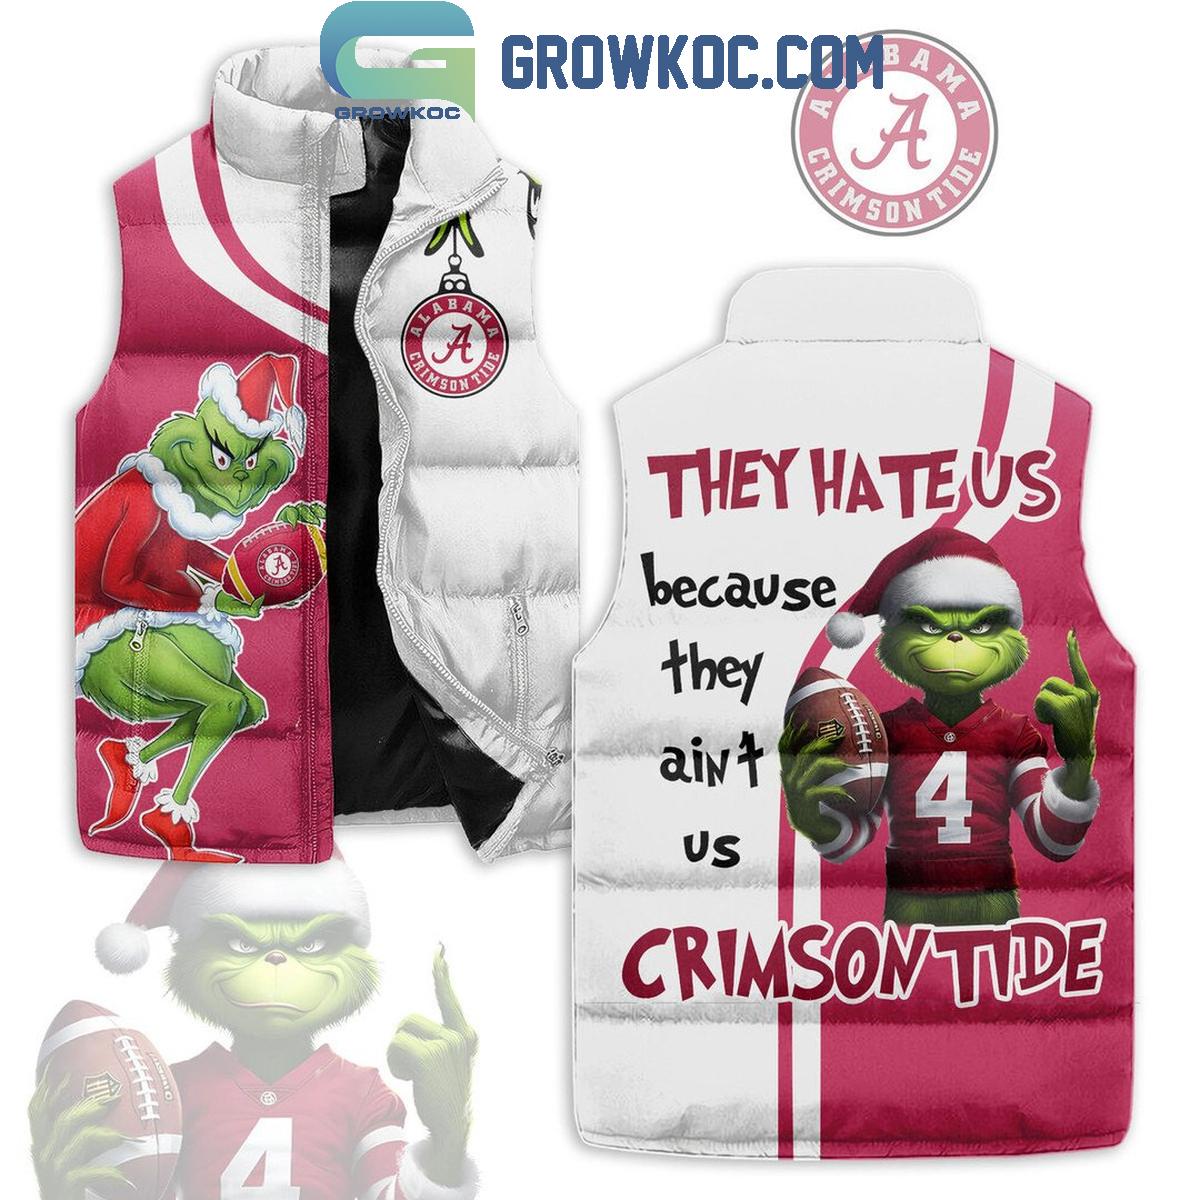 GROWKOC
GROWKOC.COM
ALABAMA
A
CRIMSON TIDE
ALABAMA
A
CRIMSON TIDE
ALABAMA
A
THEY HATE US
because
they
ain't
us
4
CRIMSON TIDE
4